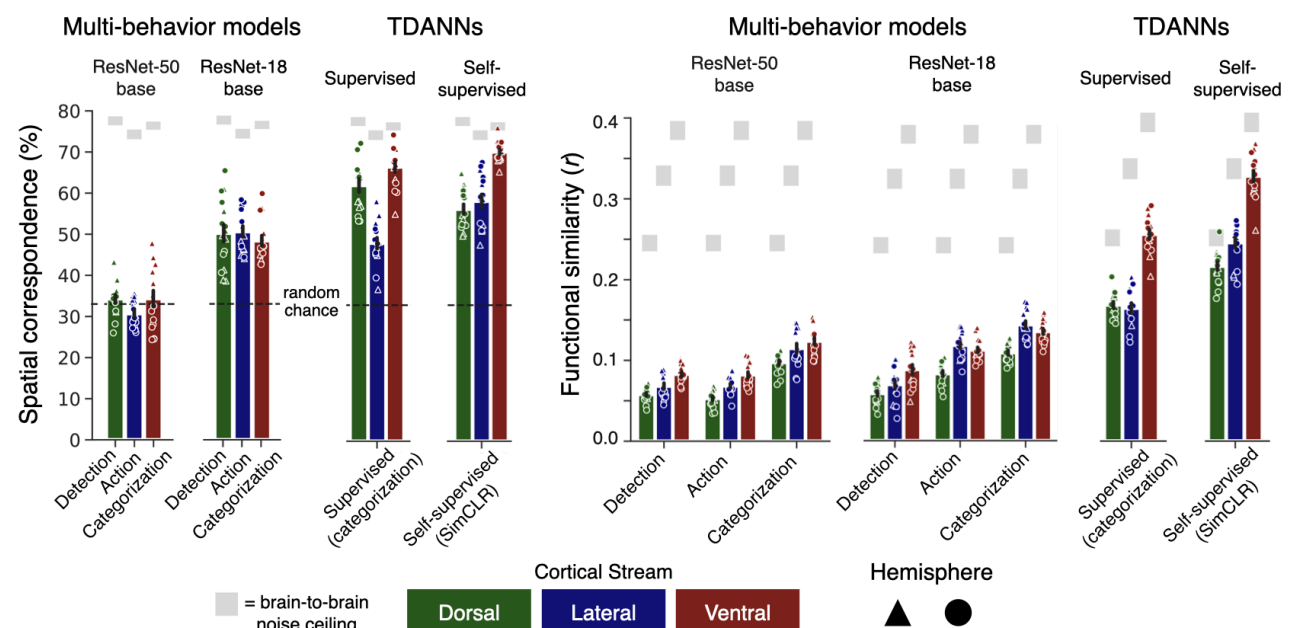 Multi-behavior models
TDANNs
ResNet-50
base
ResNet-18
base
Supervised
Self-
supervised
Spatial correspondence (%)
80
70
60
50
40
30
20
10
0
random
chance
Detection
Action
Categorization
Detection
Action
Categorization
Supervised
(categorization)
Self-supervised
(SimCLR)
Multi-behavior models
TDANNs
ResNet-50
base
ResNet-18
base
Supervised
Self-
supervised
Functional similarity (r)
0.4
0.3
0.2
0.1
0.0
Detection
Action
Categorization
Detection
Action
Categorization
Supervised
(categorization)
Self-supervised
(SimCLR)
= brain-to-brain
noise ceiling
Cortical Stream
Dorsal
Lateral
Ventral
Hemisphere